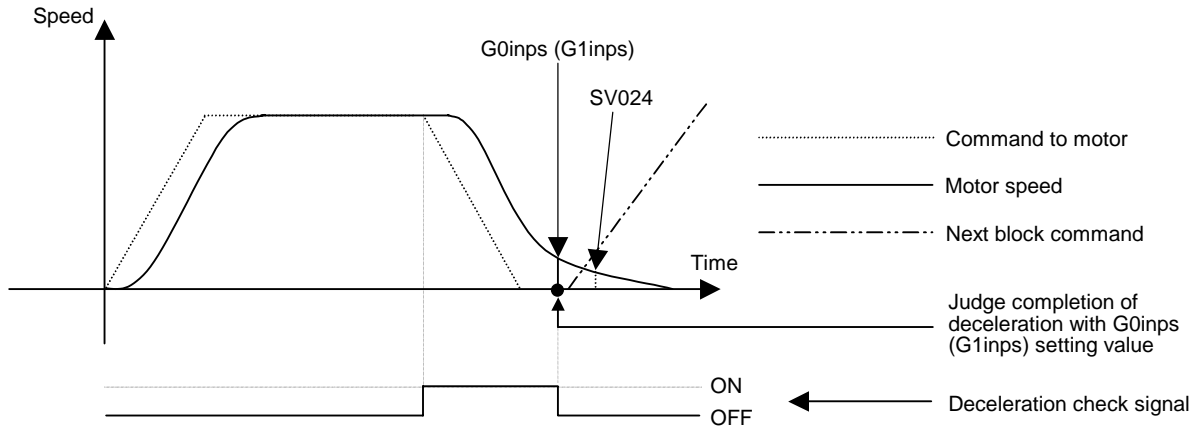 Speed
G0inps (G1inps)
SV024
Command to motor
Motor speed
Next block command
Time
Judge completion of
deceleration with G0inps
(G1inps) setting value
ON
OFF
Deceleration check signal